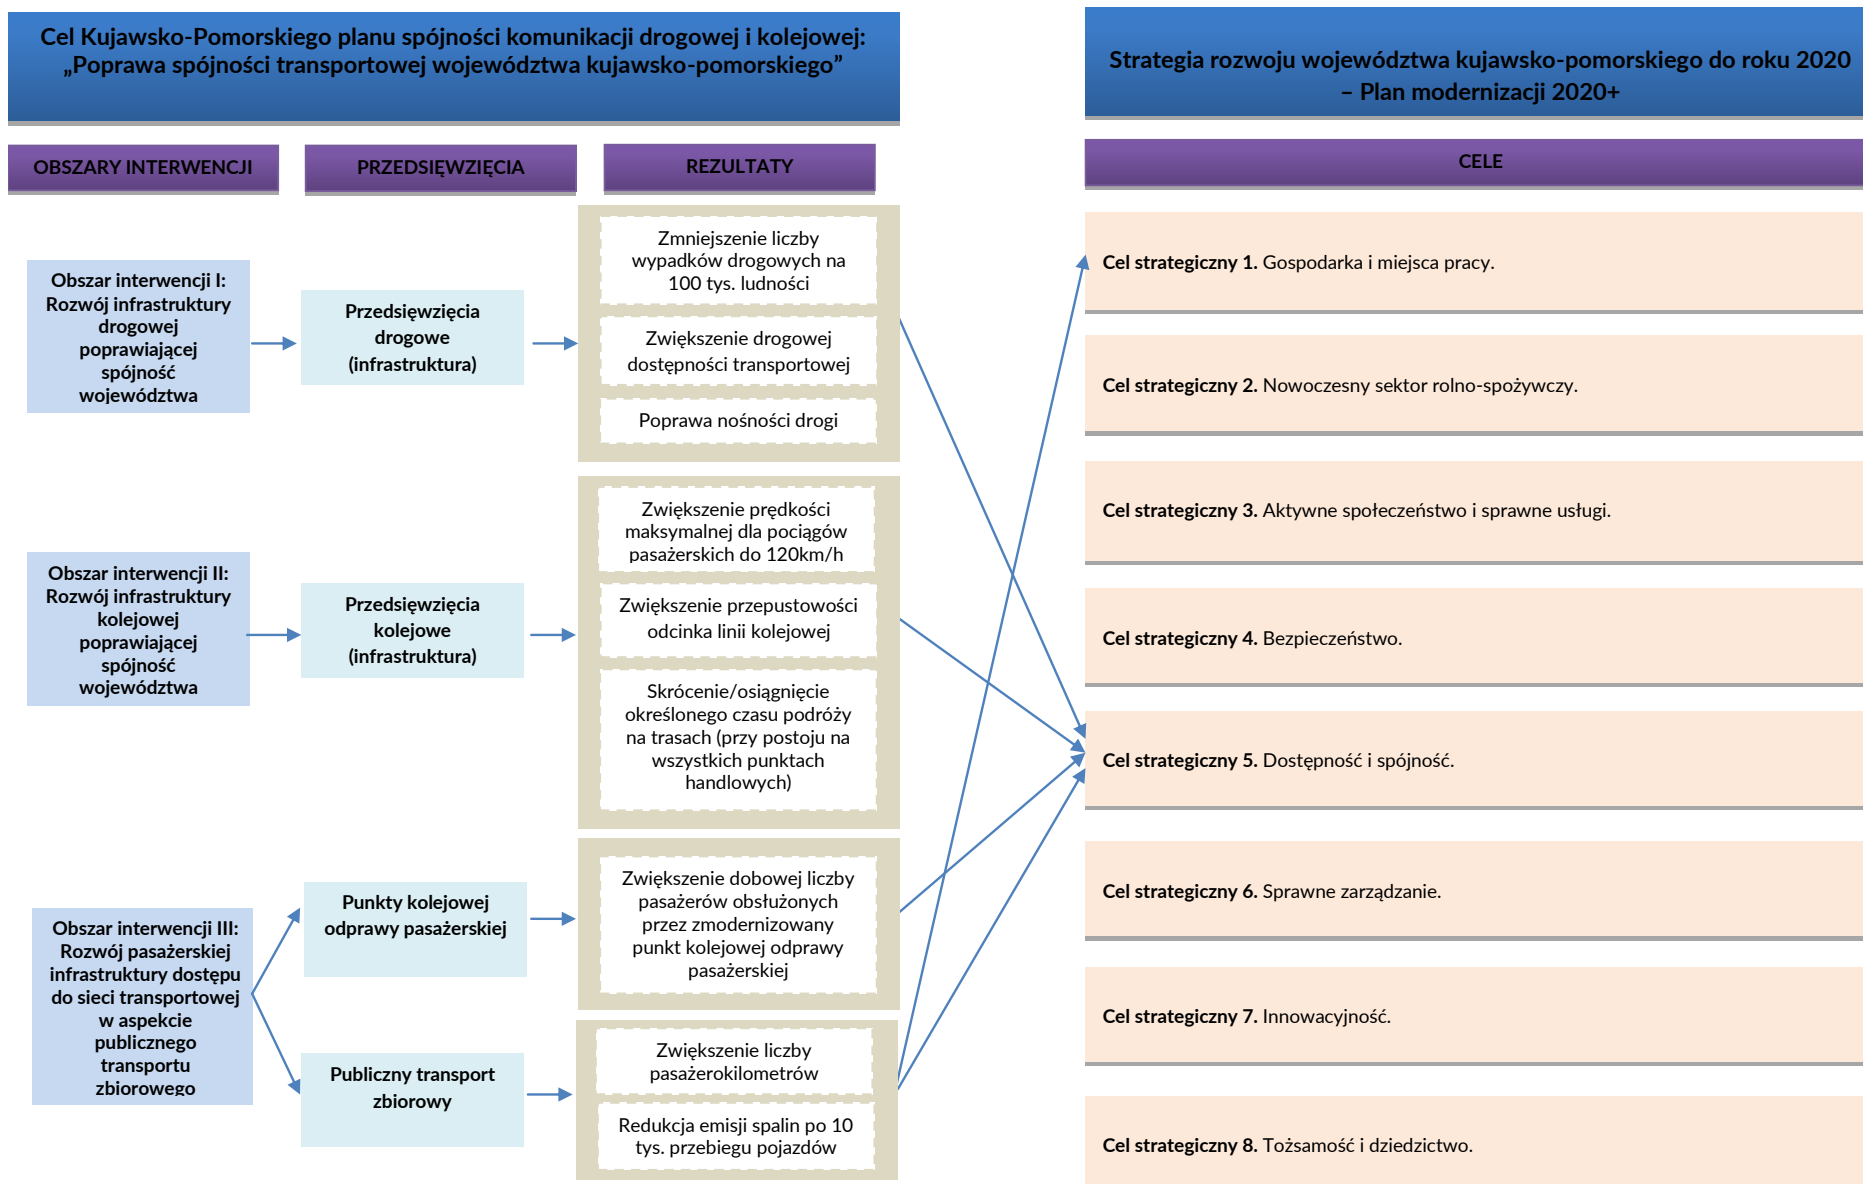 Cel Kujawsko-Pomorskiego planu spójności komunikacji drogowej i kolejowej:
„Poprawa spójności transportowej województwa kujawsko-pomorskiego”
Strategia rozwoju województwa kujawsko-pomorskiego do roku 2020
– Plan modernizacji 2020+
OBSZARY INTERWENCJI
PRZEDSIĘWZIĘCIA
REZULTATY
CELE
Obszar interwencji I:
Rozwój infrastruktury
drogowej
poprawiającej
spójność
województwa
Przedsięwzięcia
drogowe
(infrastruktura)
Zmniejszenie liczby
wypadków drogowych na
100 tys. ludności
Zwiększenie drogowej
dostępności transportowej
Poprawa nośności drogi
Obszar interwencji II:
Rozwój infrastruktury
kolejowej
poprawiającej
spójność
województwa
Przedsięwzięcia
kolejowe
(infrastruktura)
Zwiększenie prędkości
maksymalnej dla pociągów
pasażerskich do 120km/h
Zwiększenie przepustowości
odcinka linii kolejowej
Skrócenie/osiągnięcie
określonego czasu podróży
na trasach (przy postoju na
wszystkich punktach
handlowych)
Obszar interwencji III:
Rozwój pasażerskiej
infrastruktury dostępu
do sieci transportowej
w aspekcie
publicznego
transportu
zbiorowego
Punkty kolejowej
odprawy pasażerskiej
Zwiększenie dobowej liczby
pasażerów obsłużonych
przez zmodernizowany
punkt kolejowej odprawy
pasażerskiej
Publiczny transport
zbiorowy
Zwiększenie liczby
pasażerokilometrów
Redukcja emisji spalin po 10
tys. przebiegu pojazdów
Cel strategiczny 1. Gospodarka i miejsca pracy.
Cel strategiczny 2. Nowoczesny sektor rolno-spożywczy.
Cel strategiczny 3. Aktywne społeczeństwo i sprawne usługi.
Cel strategiczny 4. Bezpieczeństwo.
Cel strategiczny 5. Dostępność i spójność.
Cel strategiczny 6. Sprawne zarządzanie.
Cel strategiczny 7. Innowacyjność.
Cel strategiczny 8. Tożsamość i dziedzictwo.